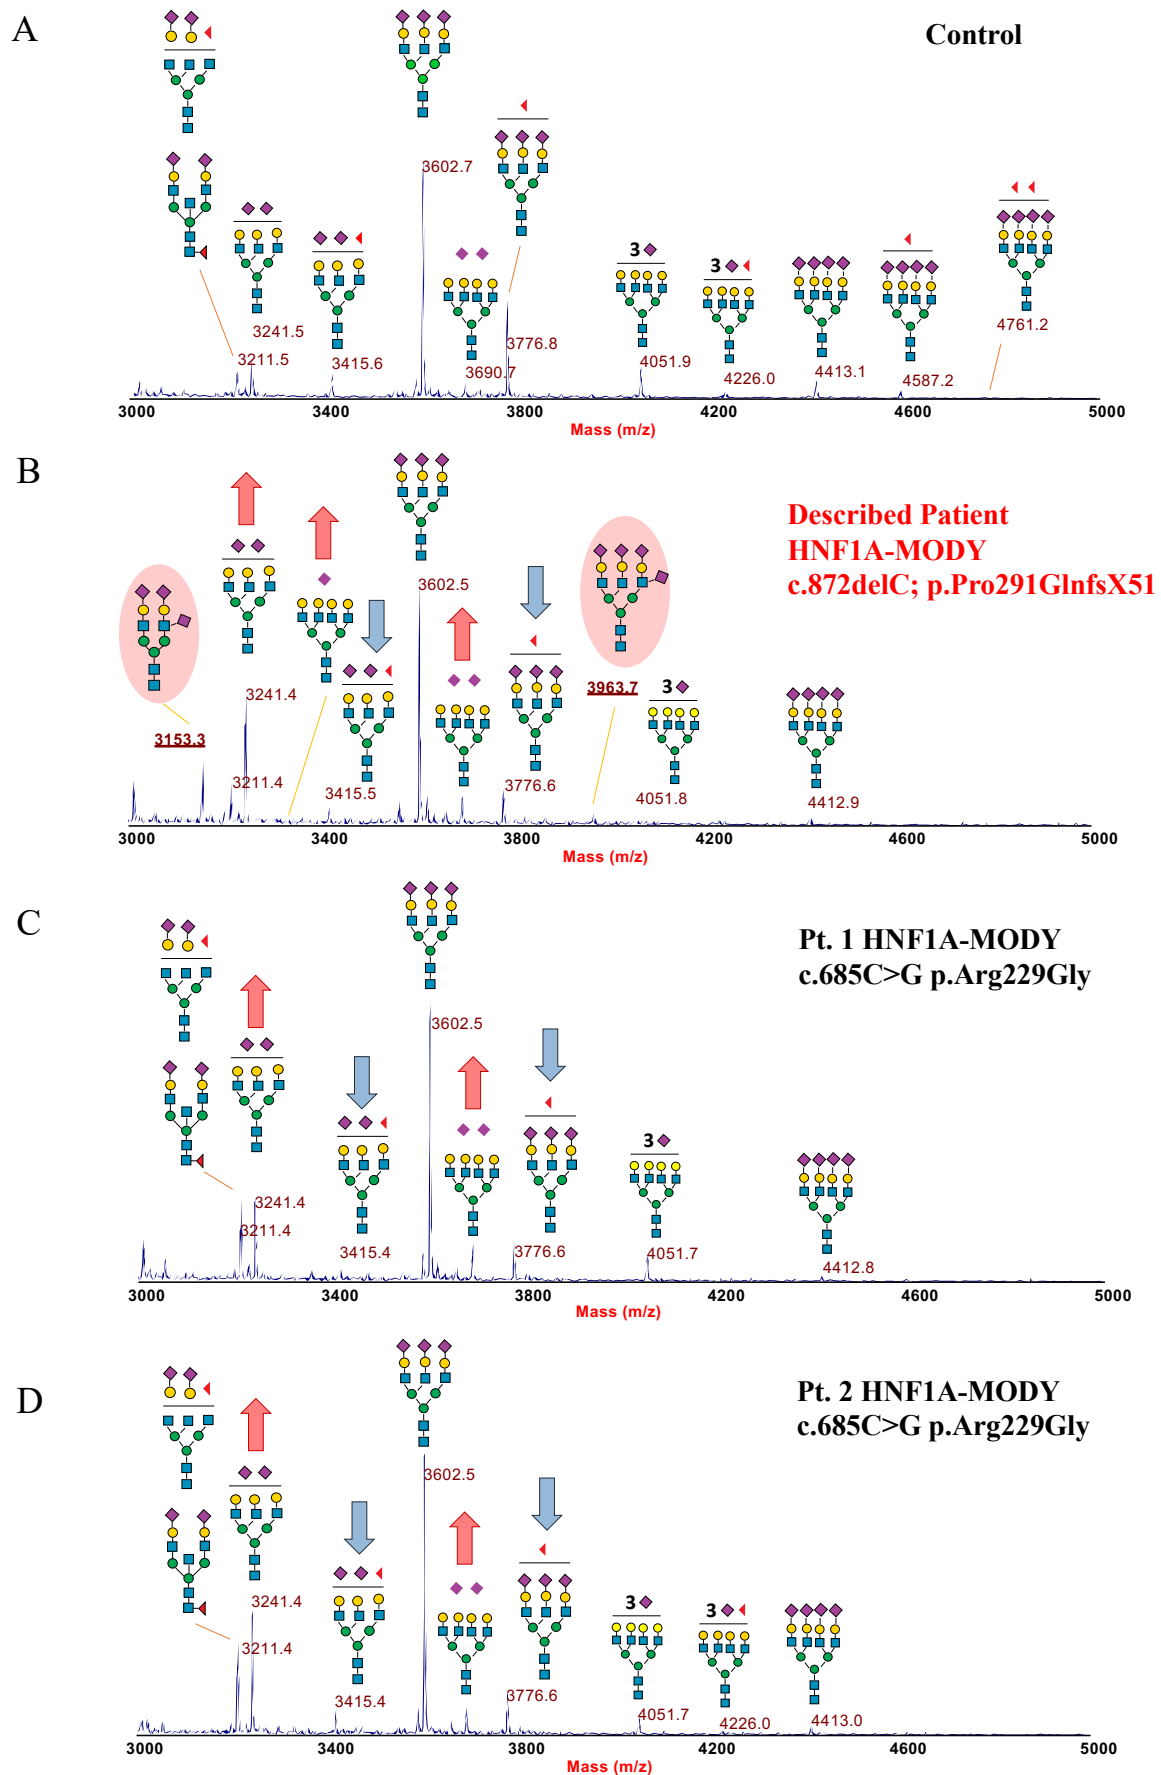 A
Control
3602.7
3241.5
3211.5
3415.6
3690.7
3776.8
3
4051.9
3
4226.0
4413.1
4587.2
4761.2
3000 3400 3800 4200 4600 5000
Mass (m/z)
B
Described Patient
HNF1A-MODY
c.872delC; p.Pro291GlnfsX51
3602.5
3153.3
3241.4
3211.4
3415.5
3776.6
3963.7
3
4051.8
4412.9
3000 3400 3800 4200 4600 5000
Mass (m/z)
C
Pt. 1 HNF1A-MODY
c.685C>G p.Arg229Gly
3602.5
3241.4
3211.4
3415.4
3776.6
3
4051.7
4412.8
3000 3400 3800 4200 4600 5000
Mass (m/z)
D
Pt. 2 HNF1A-MODY
c.685C>G p.Arg229Gly
3602.5
3241.4
3211.4
3415.4
3776.6
3
4051.7
3
4226.0
4413.0
3000 3400 3800 4200 4600 5000
Mass (m/z)